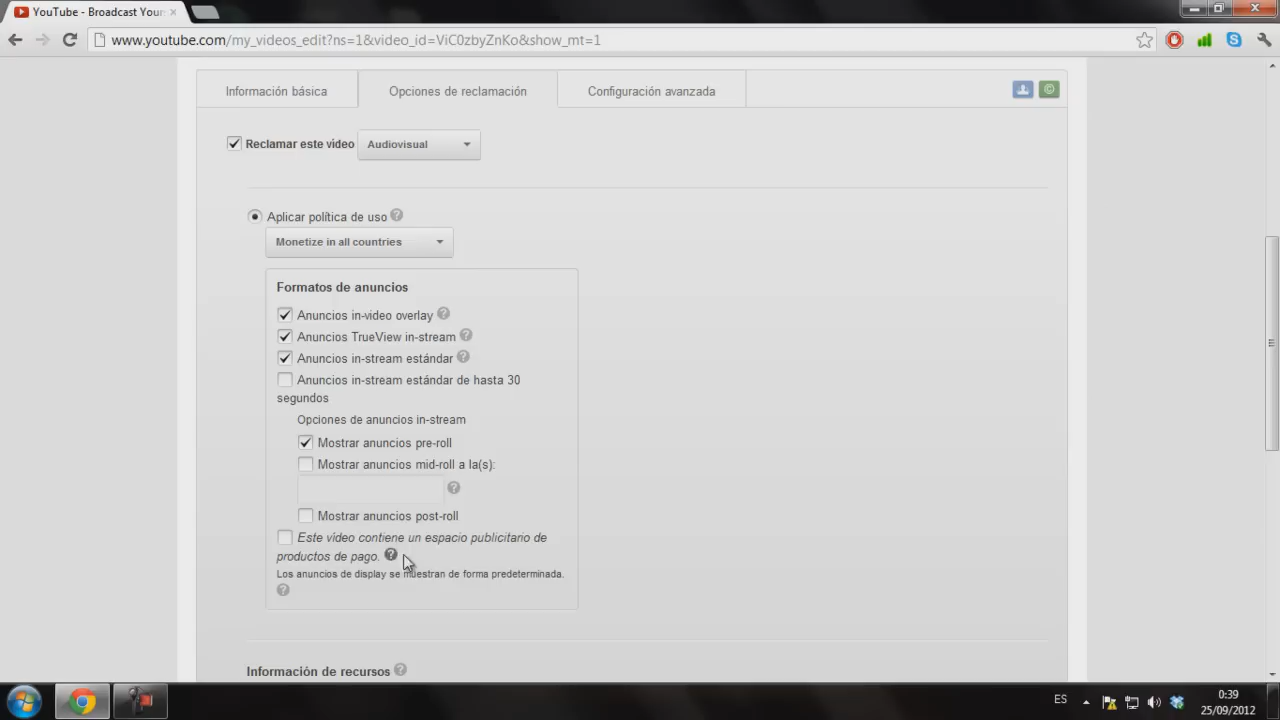 YouTube - Broadcast Your
www.youtube.com/my_videos_edit?ns=1&video_id=ViC0zbyZnKo&show_mt=1
Información básica
Opciones de reclamación
Configuración avanzada
Reclamar este vídeo
Audiovisual
Aplicar política de uso
Monetize in all countries
Formatos de anuncios
Anuncios in-video overlay
Anuncios TrueView in-stream
Anuncios in-stream estándar
Anuncios in-stream estándar de hasta 30
segundos
Opciones de anuncios in-stream
Mostrar anuncios pre-roll
Mostrar anuncios mid-roll a la(s):
Mostrar anuncios post-roll
Este vídeo contiene un espacio publicitario de
productos de pago.
Los anuncios de display se muestran de forma predeterminada.
Información de recursos
ES
0:39
25/09/2012